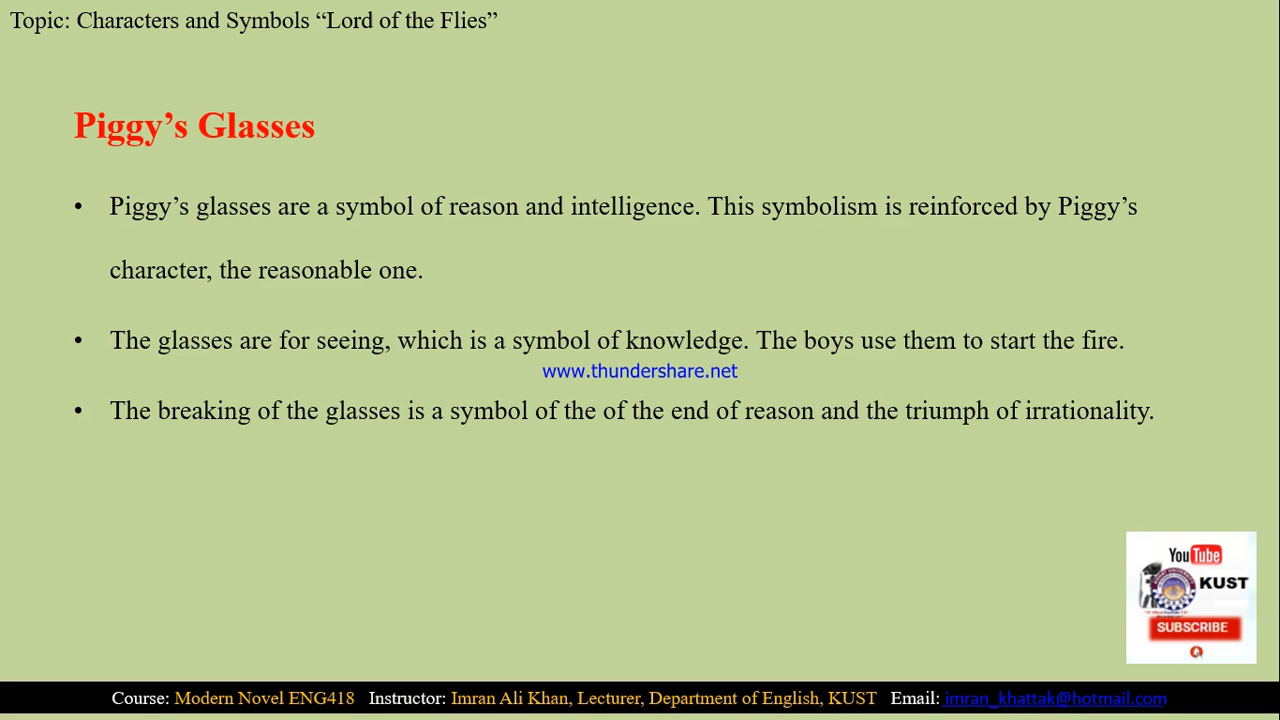 Topic: Characters and Symbols “Lord of the Flies”
Piggy’s Glasses
• Piggy’s glasses are a symbol of reason and intelligence. This symbolism is reinforced by Piggy’s
character, the reasonable one.
• The glasses are for seeing, which is a symbol of knowledge. The boys use them to start the fire.
www.thundershare.net
• The breaking of the glasses is a symbol of the of the end of reason and the triumph of irrationality.
YouTube
KUST
SUBSCRIBE
Course: Modern Novel ENG418 Instructor: Imran Ali Khan, Lecturer, Department of English, KUST Email: imran_khattak@hotmail.com